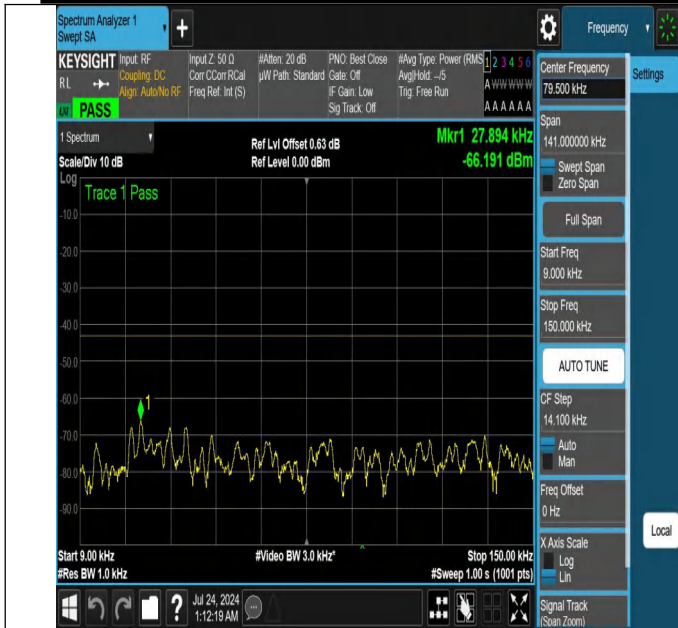 Spectrum Analyzer 1
Swept SA
+
Frequency
KEYSIGHT
RL
LXI
PASS
Input: RF
Coupling: DC
Align: Auto/No RF
Input Z: 50 Ω
Corr CCorr RCal
Freq Ref: Int (S)
#Atten: 20 dB
µW Path: Standard
PNO: Best Close
Gate: Off
IF Gain: Low
Sig Track: Off
#Avg Type: Power (RMS
Avg|Hold: --/5
Trig: Free Run
1 2 3 4 5 6
A W W W W W
A A A A A A
Center Frequency
79.500 kHz
Settings
Span
141.000000 kHz
Swept Span
Zero Span
Full Span
Start Freq
9.000 kHz
Stop Freq
150.000 kHz
AUTO TUNE
CF Step
14.100 kHz
Auto
Man
Freq Offset
0 Hz
X Axis Scale
Log
Lin
Signal Track
(Span Zoom)
Local
1 Spectrum
Scale/Div 10 dB
Ref Lvl Offset 0.63 dB
Ref Level 0.00 dBm
Mkr1 27.894 kHz
-66.191 dBm
Log
Trace 1 Pass
-10.0
-20.0
-30.0
-40.0
-50.0
-60.0
-70.0
-80.0
-90.0
1
Start 9.00 kHz
#Res BW 1.0 kHz
#Video BW 3.0 kHz*
Stop 150.00 kHz
#Sweep 1.00 s (1001 pts)
?
Jul 24, 2024
1:12:19 AM